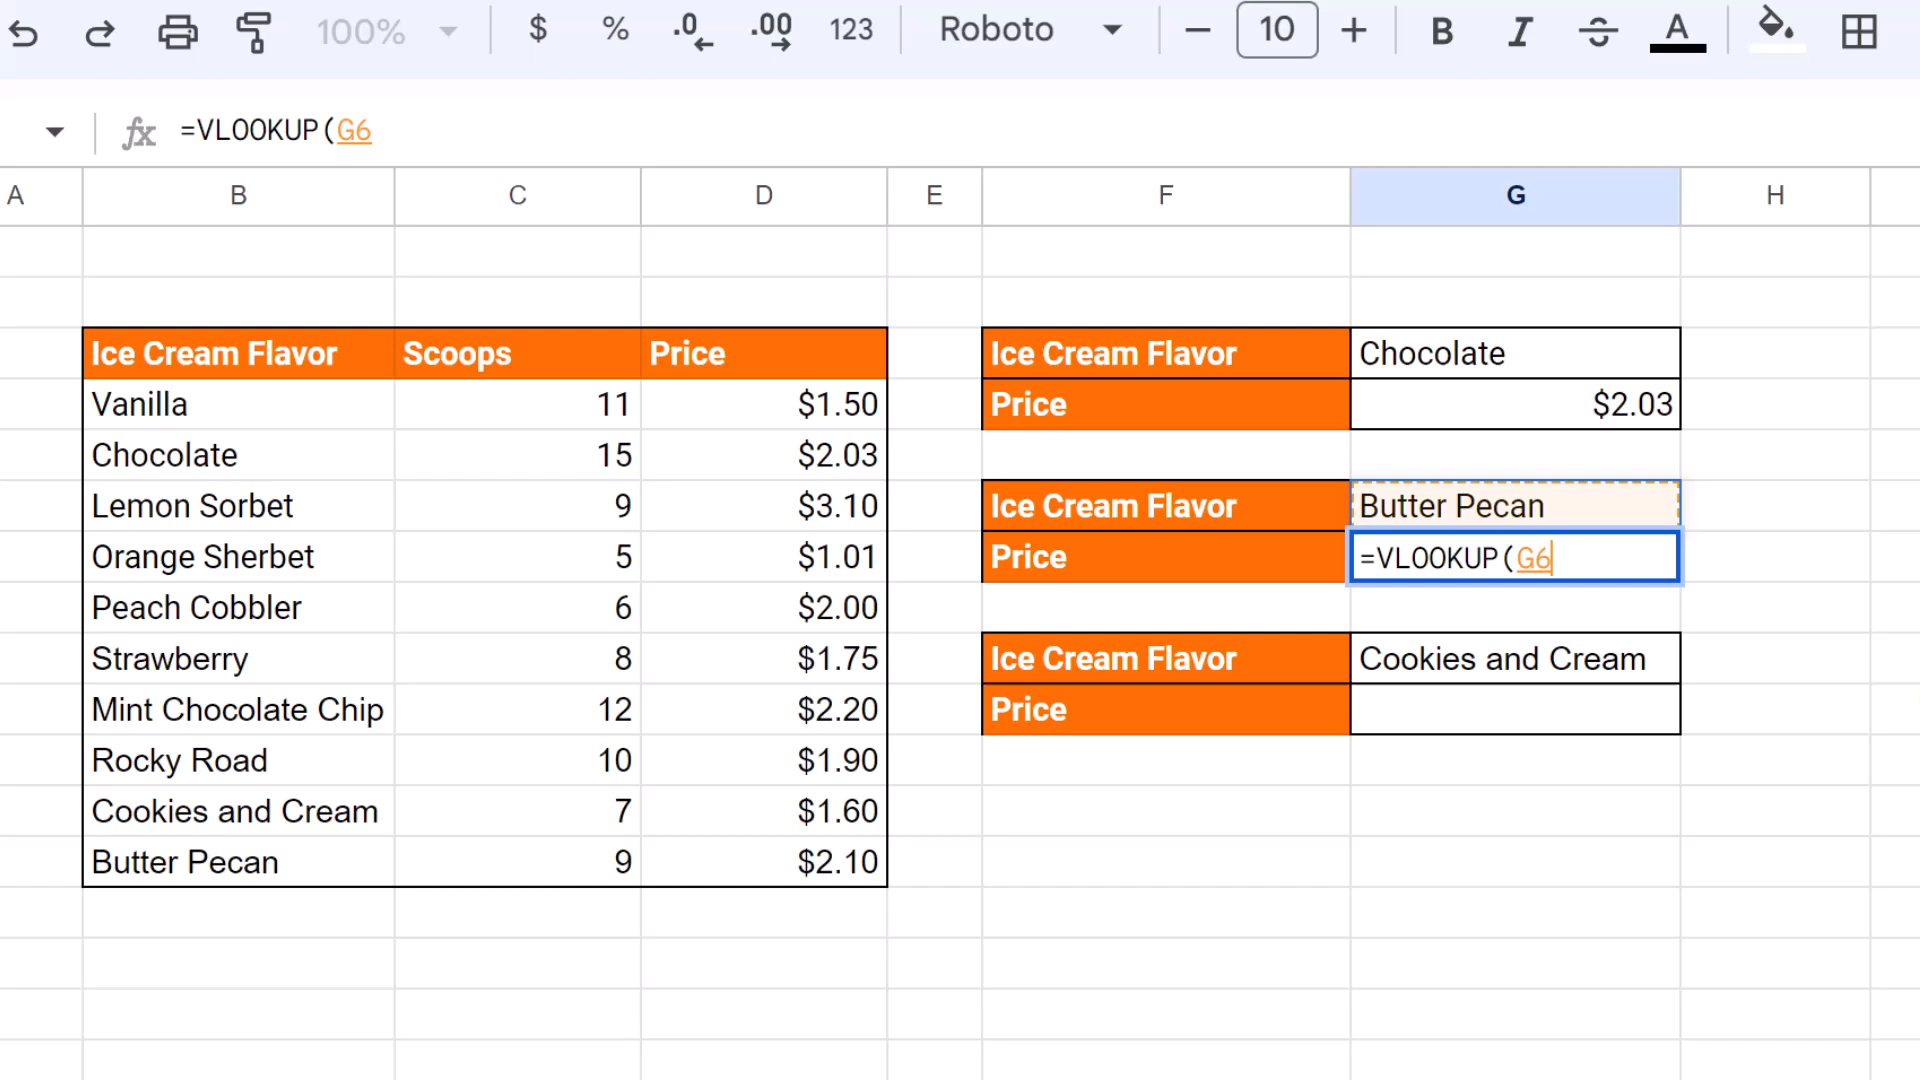 100% $ % .0 .00 123 Roboto 10 B I S A
fx =VLOOKUP(G6
A B C D E F G H
Ice Cream Flavor Scoops Price
Vanilla 11 $1.50
Chocolate 15 $2.03
Lemon Sorbet 9 $3.10
Orange Sherbet 5 $1.01
Peach Cobbler 6 $2.00
Strawberry 8 $1.75
Mint Chocolate Chip 12 $2.20
Rocky Road 10 $1.90
Cookies and Cream 7 $1.60
Butter Pecan 9 $2.10
Ice Cream Flavor Chocolate
Price $2.03
Ice Cream Flavor Butter Pecan
Price =VLOOKUP(G6
Ice Cream Flavor Cookies and Cream
Price